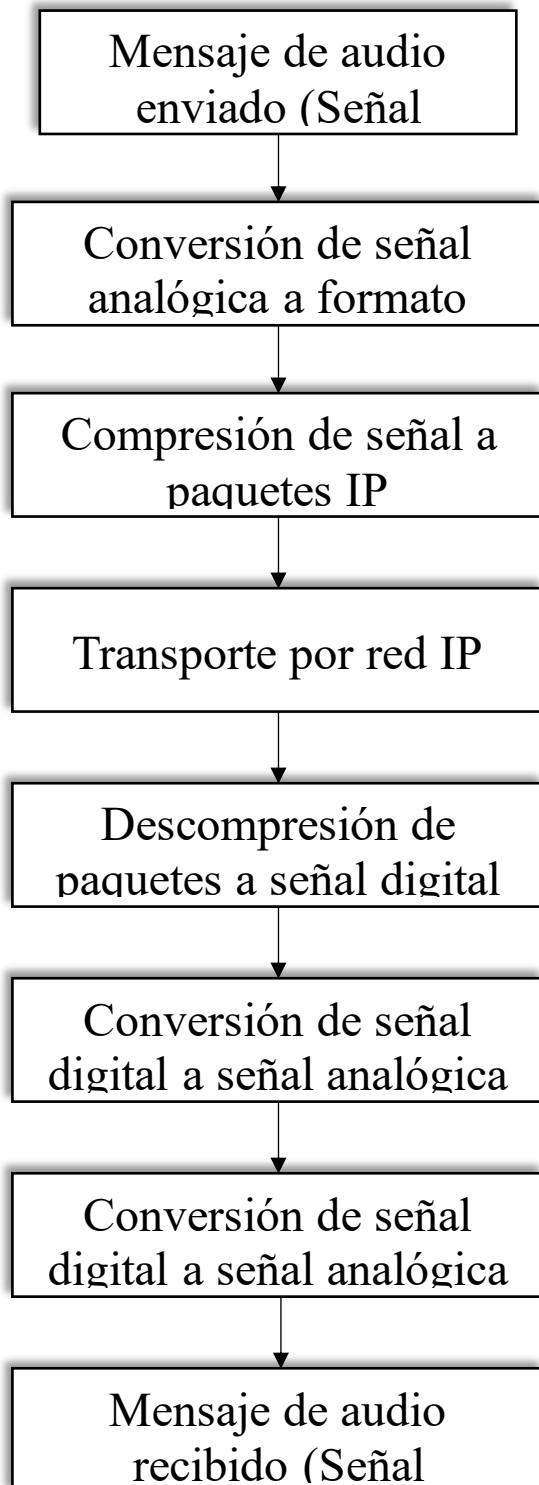 Mensaje de audio
enviado (Señal
Conversión de señal
analógica a formato
Compresión de señal a
paquetes IP
Transporte por red IP
Descompresión de
paquetes a señal digital
Conversión de señal
digital a señal analógica
Conversión de señal
digital a señal analógica
Mensaje de audio
recibido (Señal